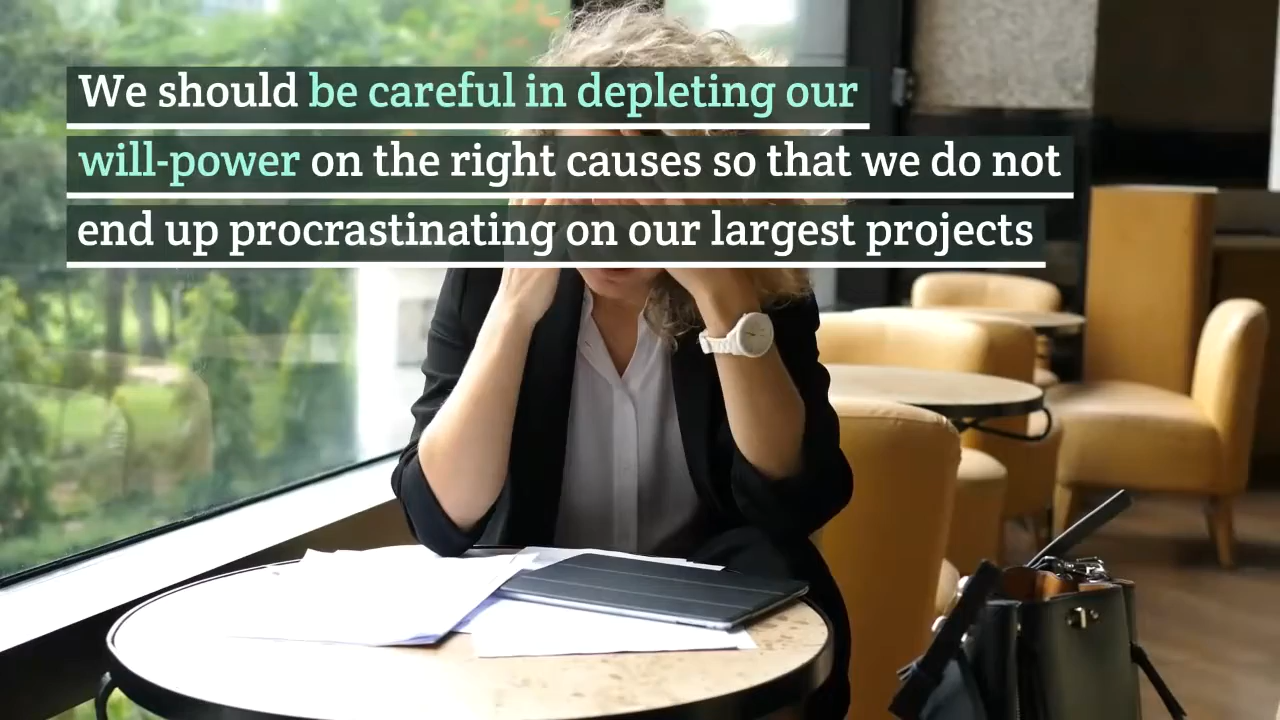 We should be careful in depleting our
will-power on the right causes so that we do not
end up procrastinating on our largest projects